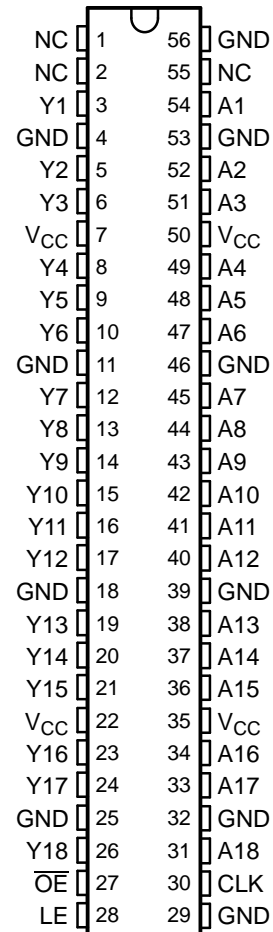 NC 1 56 GND
NC 2 55 NC
Y1 3 54 A1
GND 4 53 GND
Y2 5 52 A2
Y3 6 51 A3
VCC 7 50 VCC
Y4 8 49 A4
Y5 9 48 A5
Y6 10 47 A6
GND 11 46 GND
Y7 12 45 A7
Y8 13 44 A8
Y9 14 43 A9
Y10 15 42 A10
Y11 16 41 A11
Y12 17 40 A12
GND 18 39 GND
Y13 19 38 A13
Y14 20 37 A14
Y15 21 36 A15
VCC 22 35 VCC
Y16 23 34 A16
Y17 24 33 A17
GND 25 32 GND
Y18 26 31 A18
O̅E̅ 27 30 CLK
LE 28 29 GND